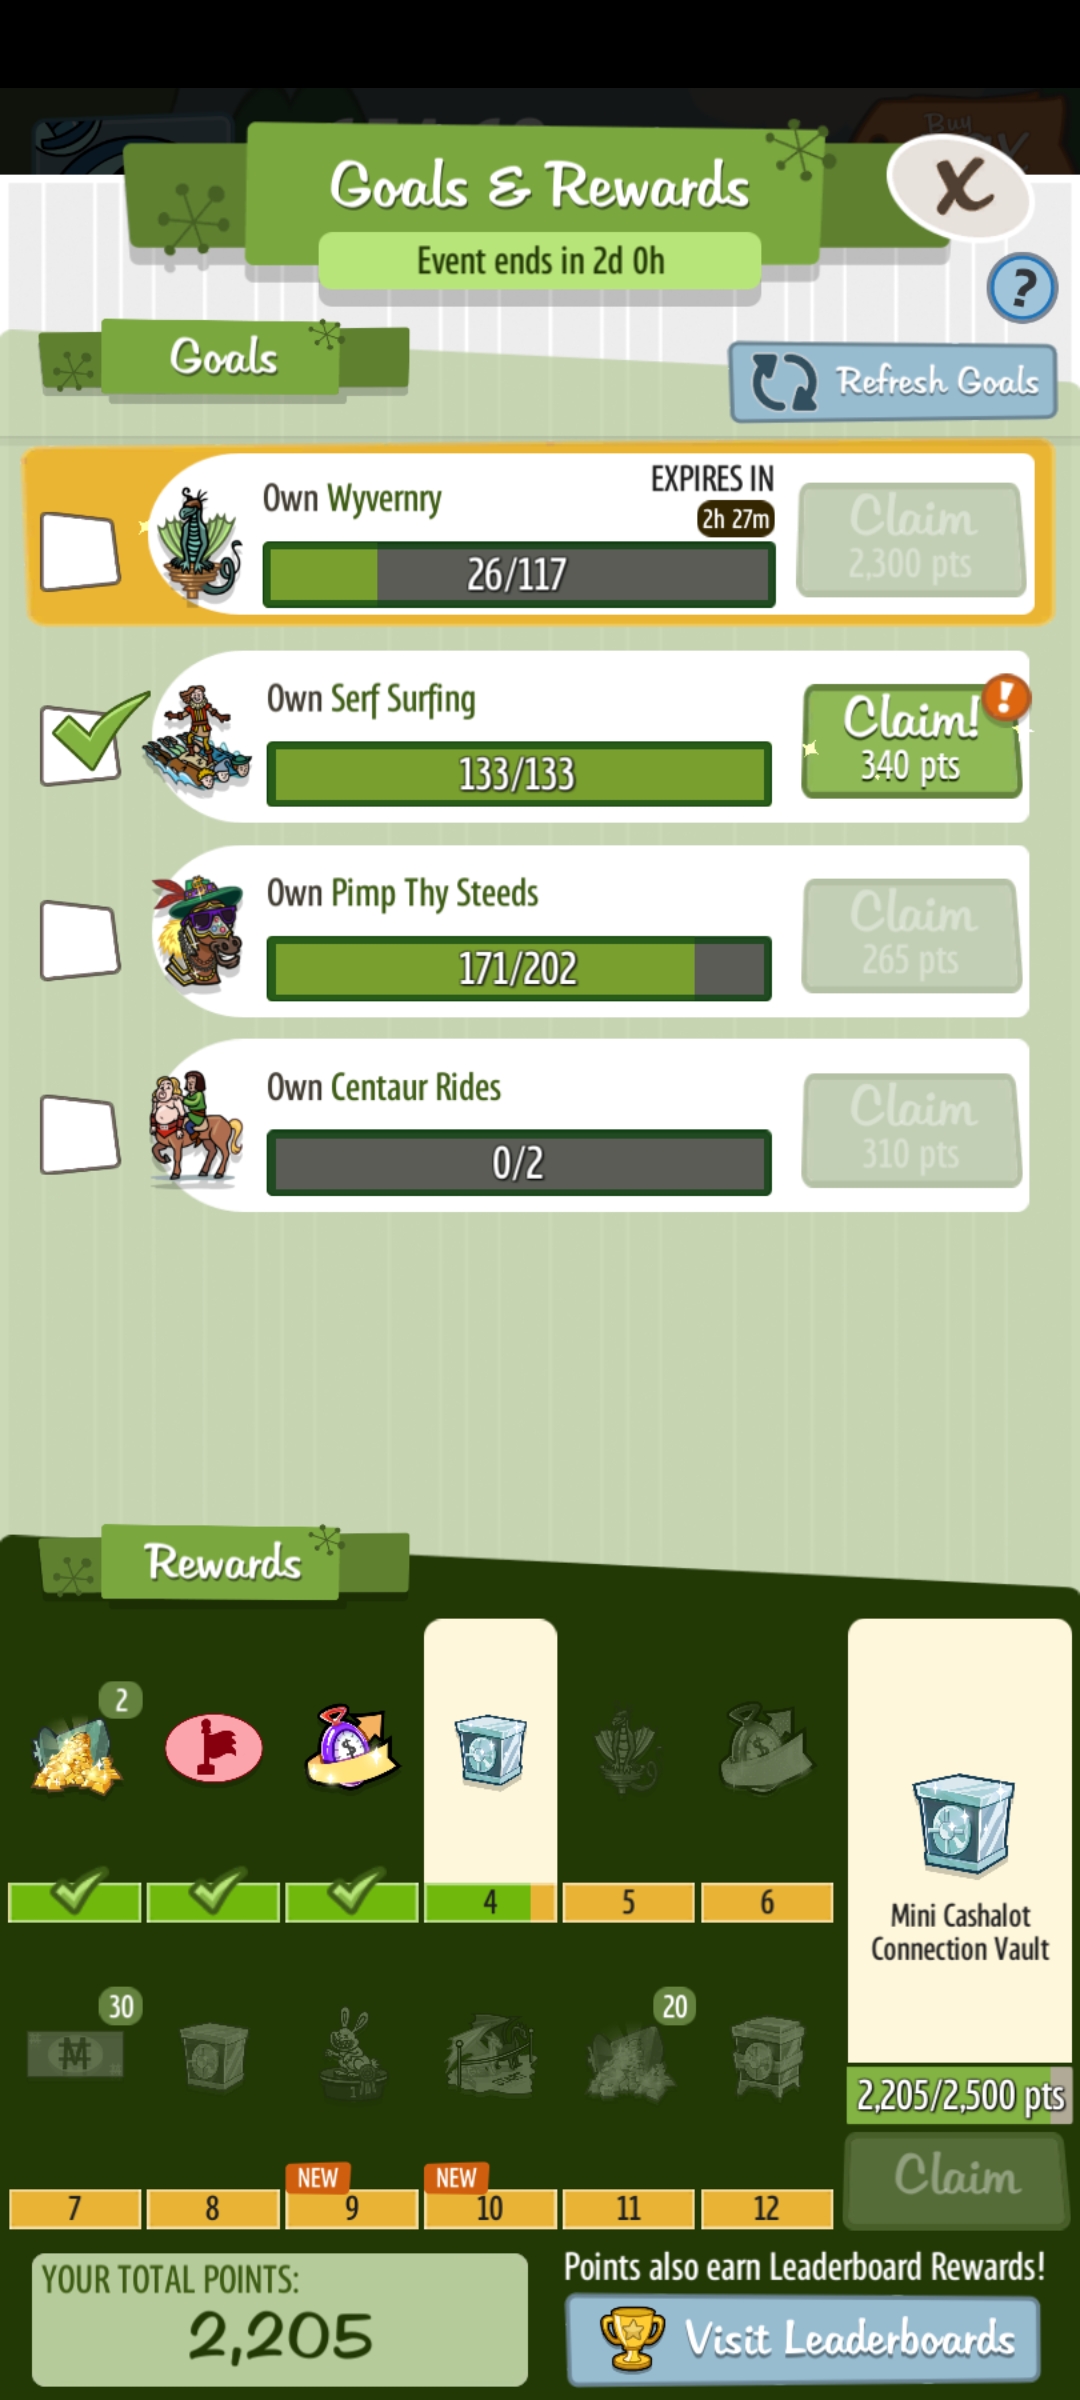 Buy
Goals & Rewards
X
Event ends in 2d 0h
?
Goals
Refresh Goals
Own Wyvernry
EXPIRES IN
2h 27m
26/117
Claim
2,300 pts
Own Serf Surfing
133/133
Claim!
340 pts
!
Own Pimp Thy Steeds
171/202
Claim
265 pts
Own Centaur Rides
0/2
Claim
310 pts
Rewards
2
4
5
6
Mini Cashalot
Connection Vault
30
20
2,205/2,500 pts
NEW
NEW
7
8
9
10
11
12
Claim
YOUR TOTAL POINTS:
2,205
Points also earn Leaderboard Rewards!
Visit Leaderboards